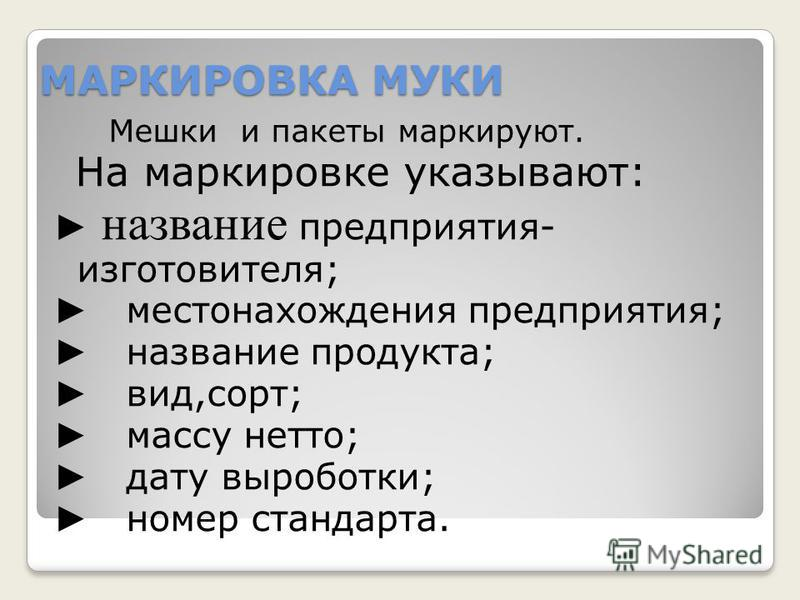 МАРКИРОВКА МУКИ
Мешки и пакеты маркируют.
На маркировке указывают:
► название предприятия-
изготовителя;
► местонахождения предприятия;
► название продукта;
► вид,сорт;
► массу нетто;
► дату выроботки;
► номер стандарта.
MyShared